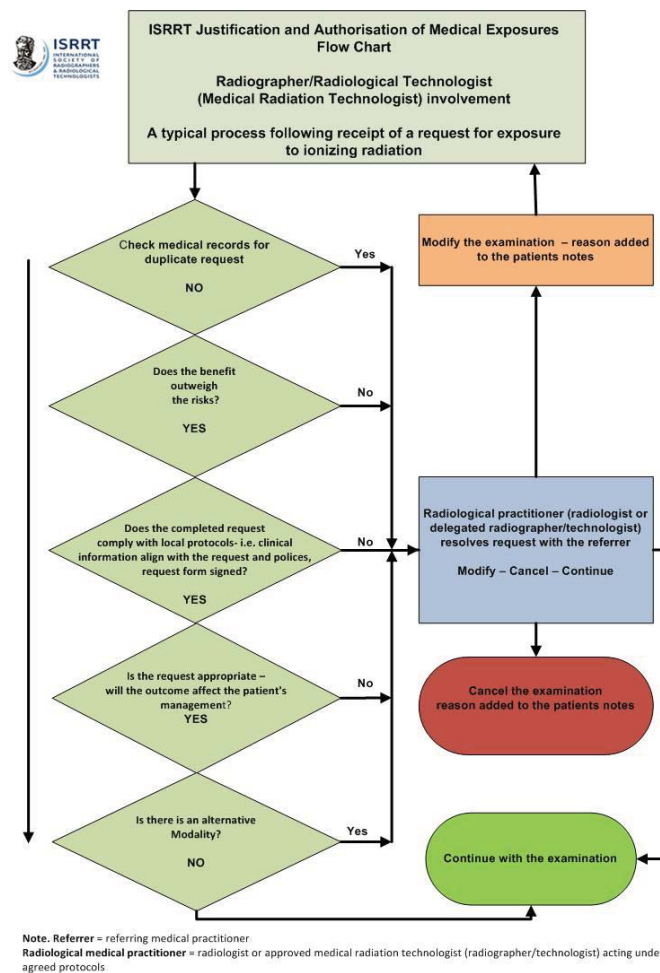 ISRRT
INTERNATIONAL
SOCIETY OF
RADIOGRAPHERS
& RADIOLOGICAL
TECHNOLOGISTS
ISRRT Justification and Authorisation of Medical Exposures
Flow Chart
Radiographer/Radiological Technologist
(Medical Radiation Technologist) involvement
A typical process following receipt of a request for exposure
to ionizing radiation
Check medical records for
duplicate request
NO
Yes
Modify the examination – reason added
to the patients notes
Does the benefit
outweigh
the risks?
YES
No
Does the completed request
comply with local protocols- i.e. clinical
information align with the request and polices,
request form signed?
YES
No
Radiological practitioner (radiologist or
delegated radiographer/technologist)
resolves request with the referrer
Modify – Cancel – Continue
Is the request appropriate –
will the outcome affect the patient's
management?
YES
No
Cancel the examination
reason added to the patients notes
Is there is an alternative
Modality?
NO
Yes
Continue with the examination
Note. Referrer = referring medical practitioner
Radiological medical practitioner = radiologist or approved medical radiation technologist (radiographer/technologist) acting unde
agreed protocols